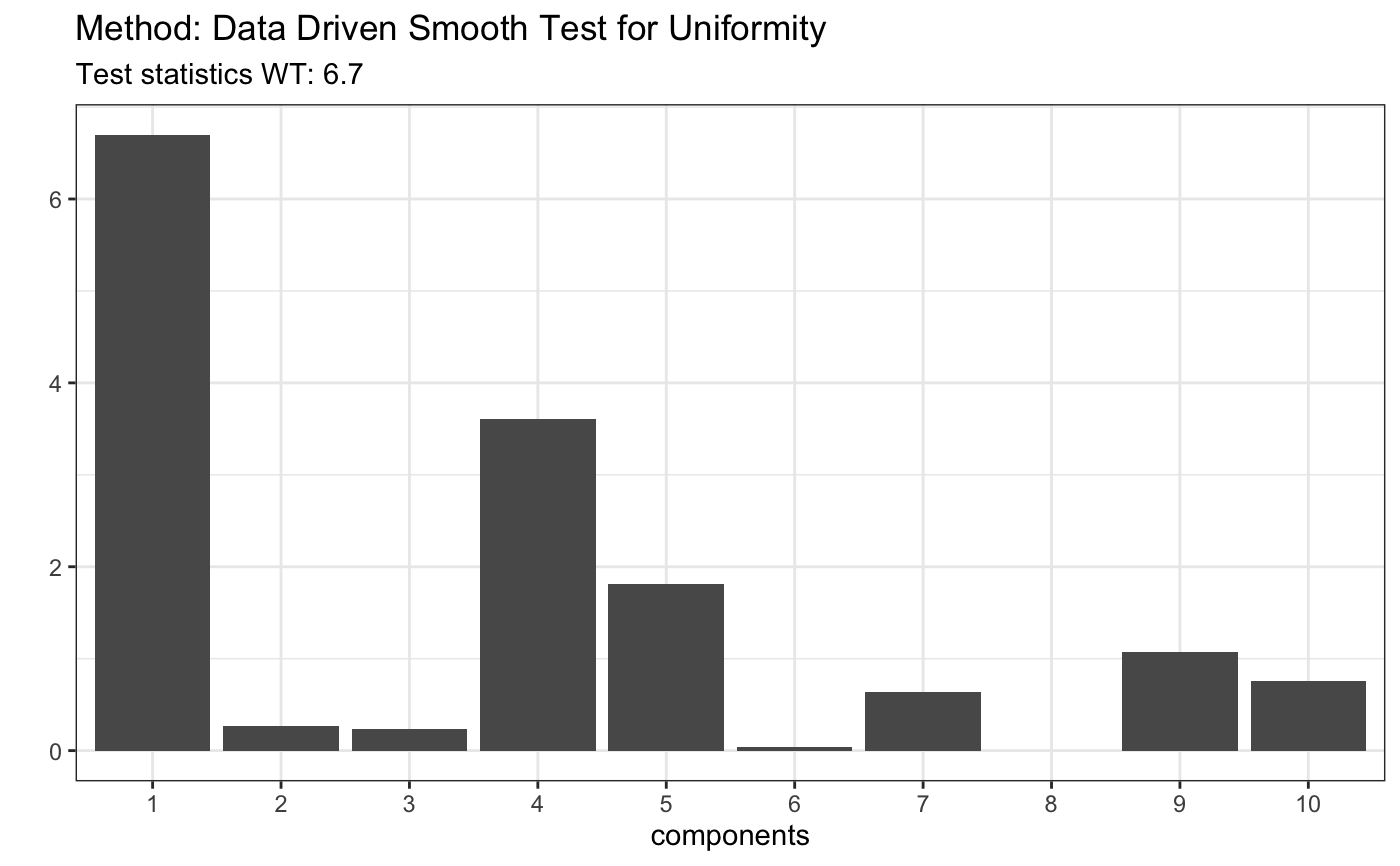 Method: Data Driven Smooth Test for Uniformity
Test statistics WT: 6.7
6
4
2
0
1 2 3 4 5 6 7 8 9 10
components